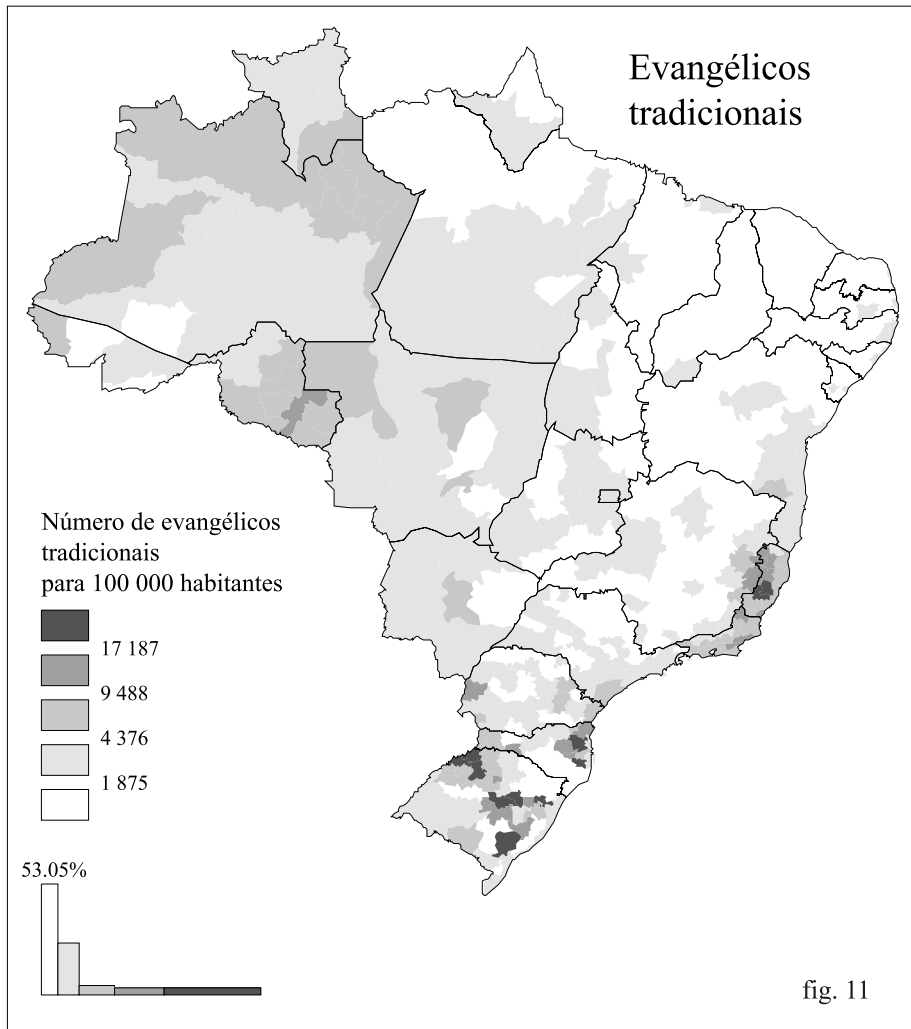 Evangélicos
tradicionais
Número de evangélicos
tradicionais
para 100 000 habitantes
17 187
9 488
4 376
1 875
53.05%
fig. 11